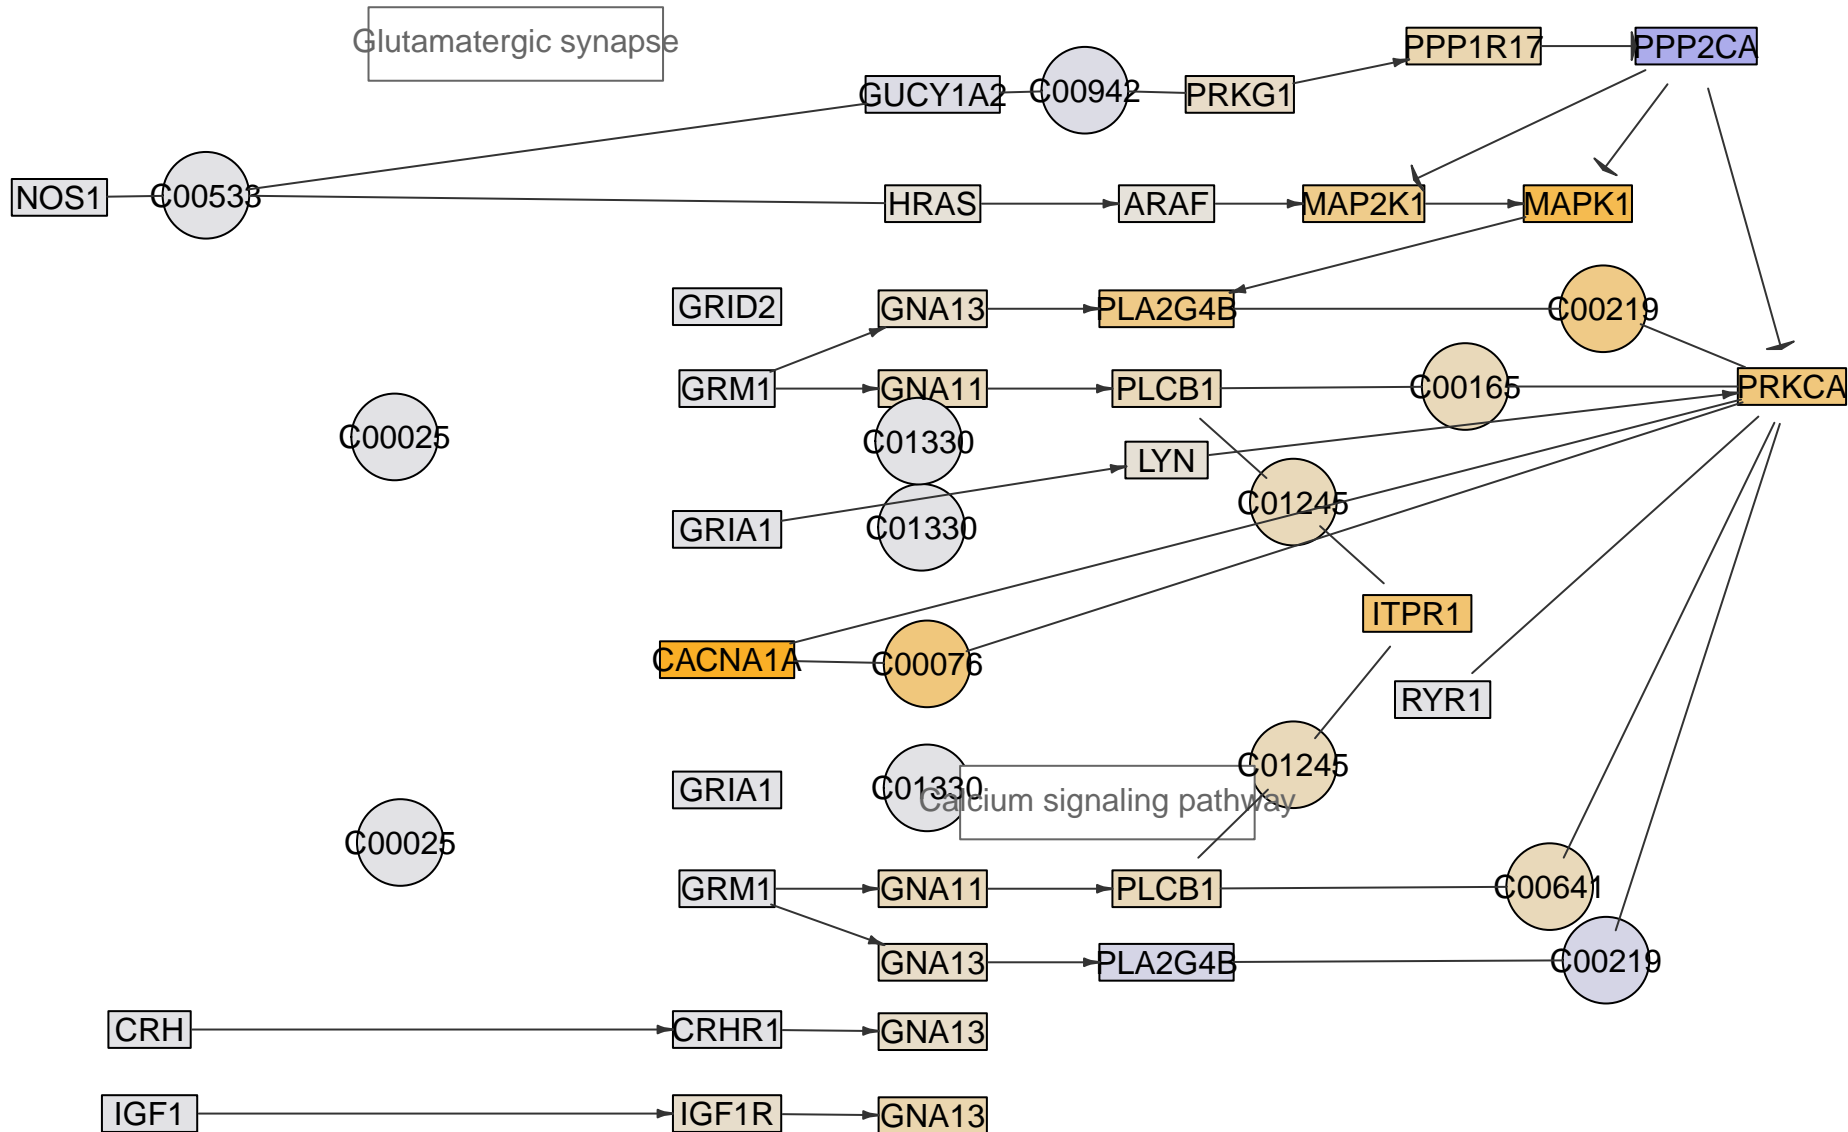 Glutamatergic synapse
PPP1R17
PPP2CA
GUCY1A2
C00942
PRKG1
NOS1
C00533
HRAS
ARAF
MAP2K1
MAPK1
GRID2
GNA13
PLA2G4B
C00219
GRM1
GNA11
PLCB1
C00165
PRKCA
C00025
C01330
LYN
C01245
GRIA1
C01330
ITPR1
CACNA1A
C00076
RYR1
C01245
GRIA1
C01330
Calcium signaling pathway
C00025
GRM1
GNA11
PLCB1
C00641
GNA13
PLA2G4B
C00219
CRH
CRHR1
GNA13
IGF1
IGF1R
GNA13